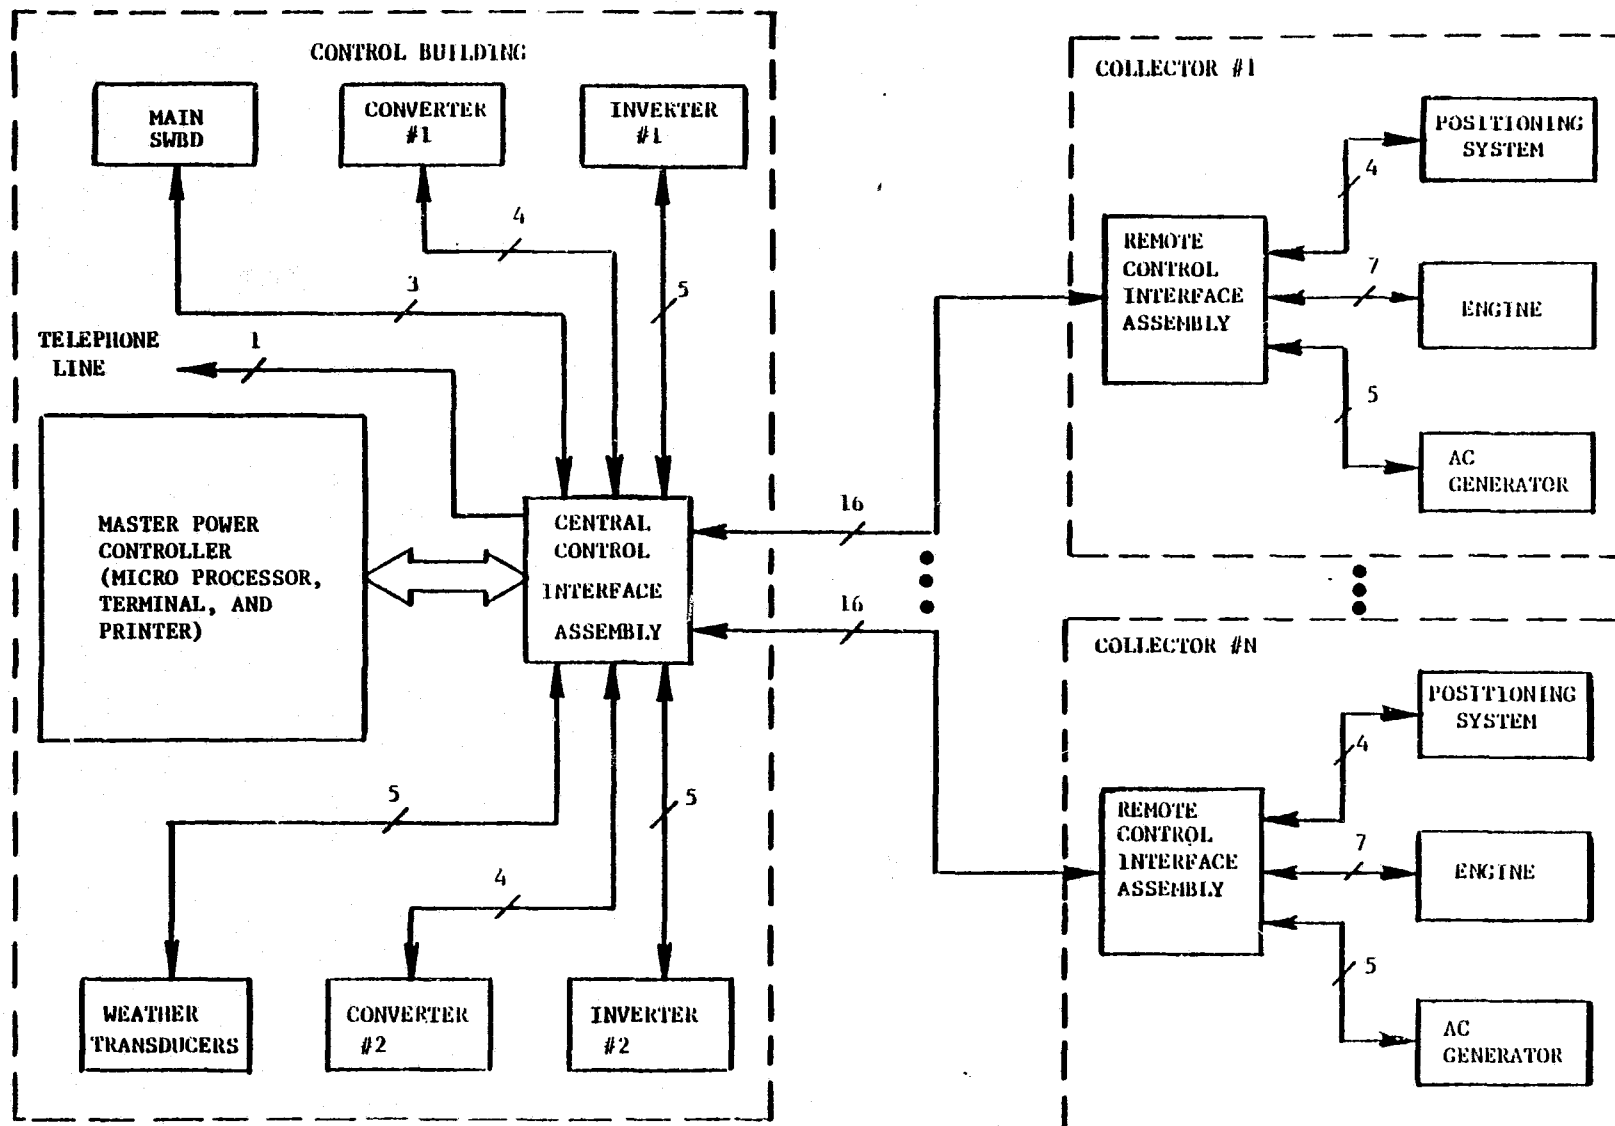 CONTROL BUILDING
MAIN
SWBD
CONVERTER
#1
INVERTER
#1
4
3
5
TELEPHONE
LINE
1
MASTER POWER
CONTROLLER
(MICRO PROCESSOR,
TERMINAL, AND
PRINTER)
CENTRAL
CONTROL
INTERFACE
ASSEMBLY
16
16
5
4
5
WEATHER
TRANSDUCERS
CONVERTER
#2
INVERTER
#2
COLLECTOR #1
REMOTE
CONTROL
INTERFACE
ASSEMBLY
4
7
5
POSITIONING
SYSTEM
ENGINE
AC
GENERATOR
COLLECTOR #N
REMOTE
CONTROL
INTERFACE
ASSEMBLY
4
7
5
POSITIONING
SYSTEM
ENGINE
AC
GENERATOR